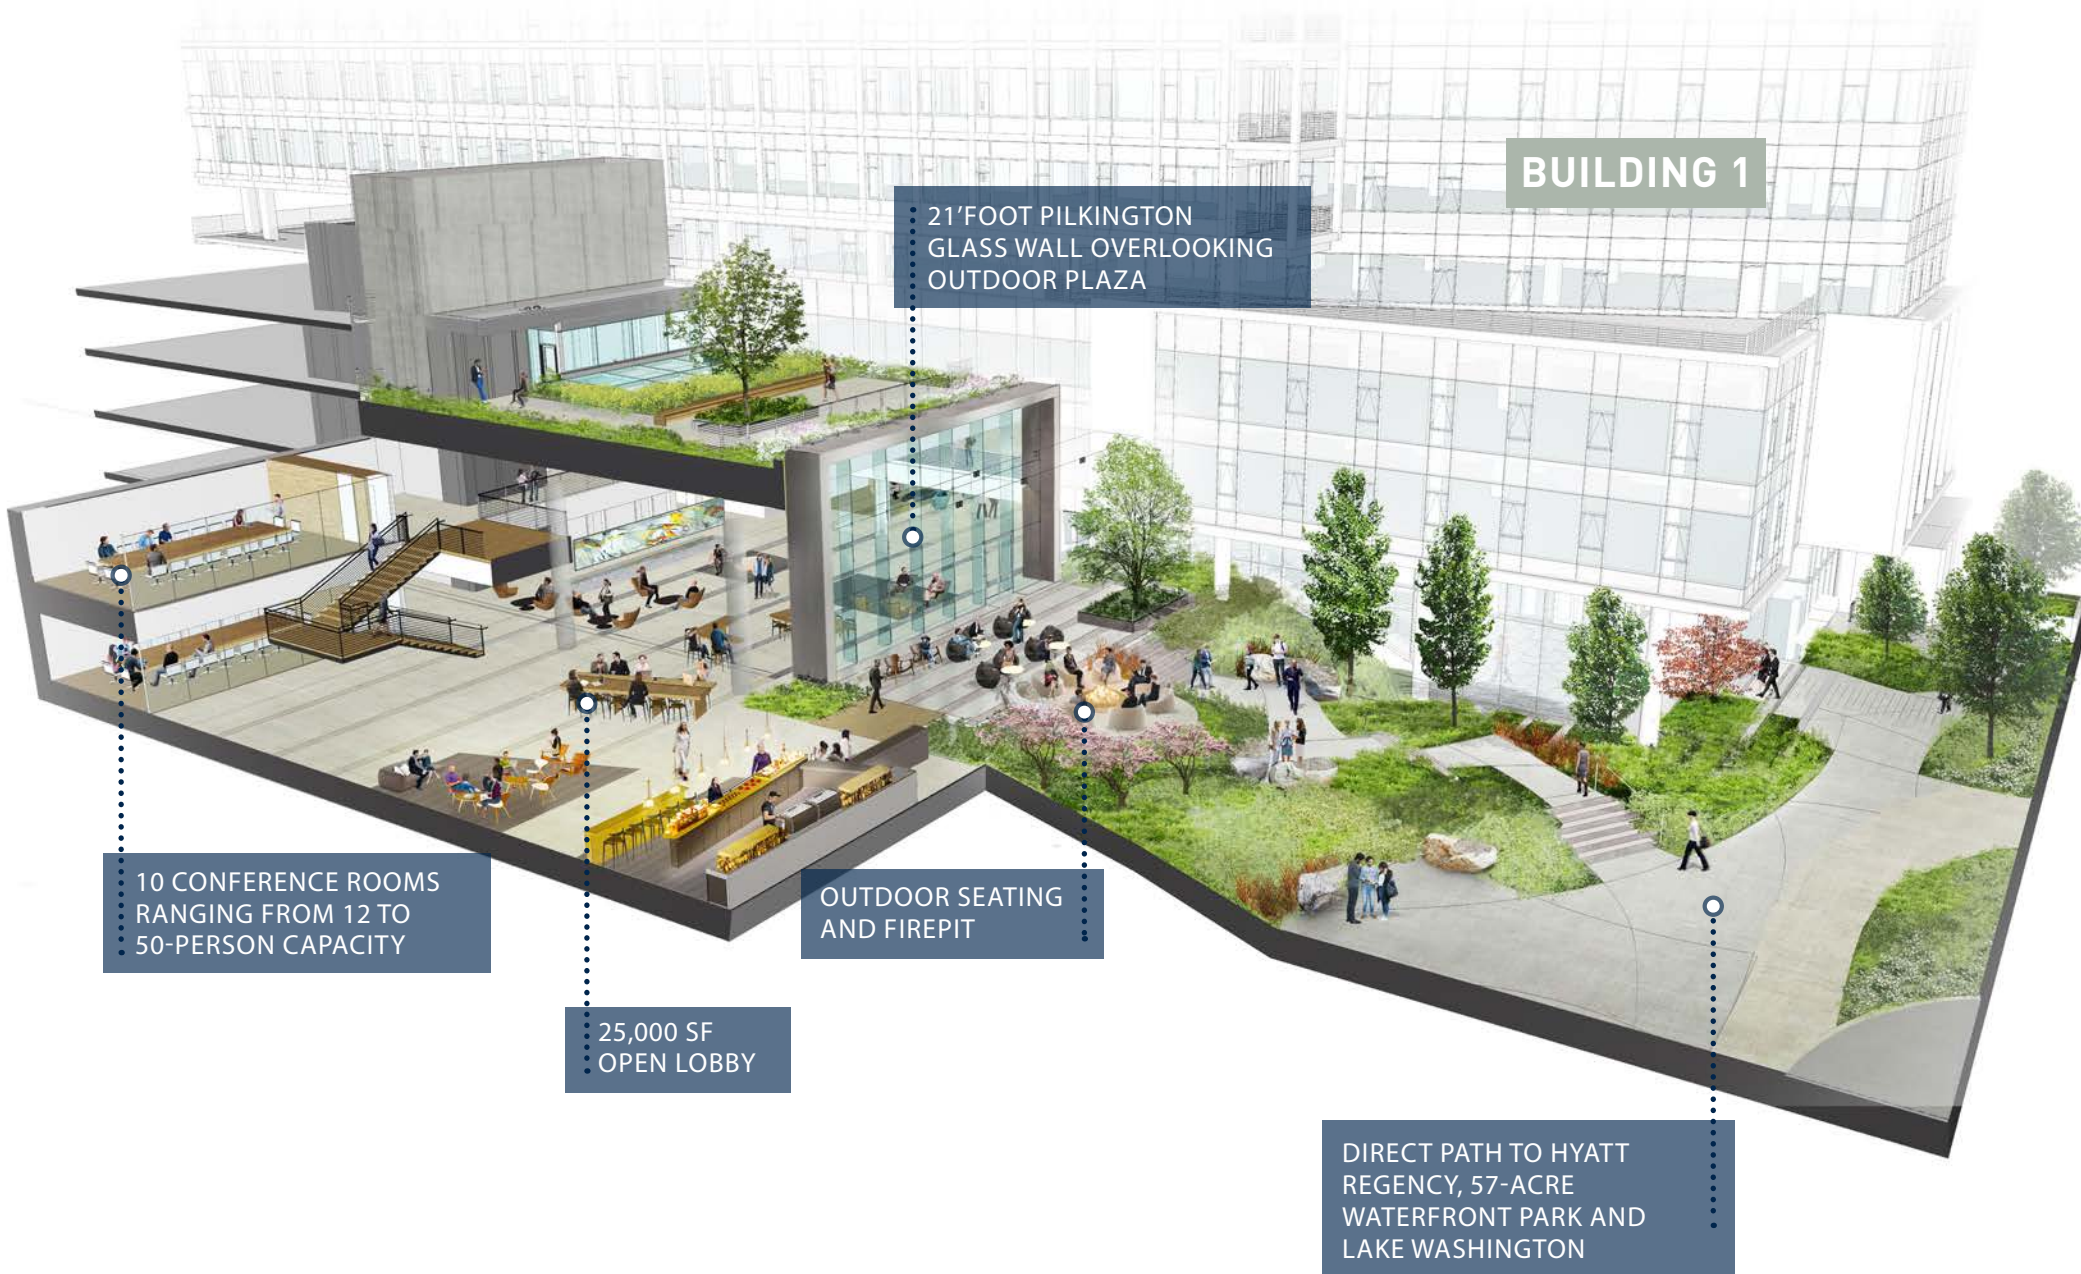 BUILDING 1
21'FOOT PILKINGTON
GLASS WALL OVERLOOKING
OUTDOOR PLAZA
10 CONFERENCE ROOMS
RANGING FROM 12 TO
50-PERSON CAPACITY
OUTDOOR SEATING
AND FIREPIT
25,000 SF
OPEN LOBBY
DIRECT PATH TO HYATT
REGENCY, 57-ACRE
WATERFRONT PARK AND
LAKE WASHINGTON